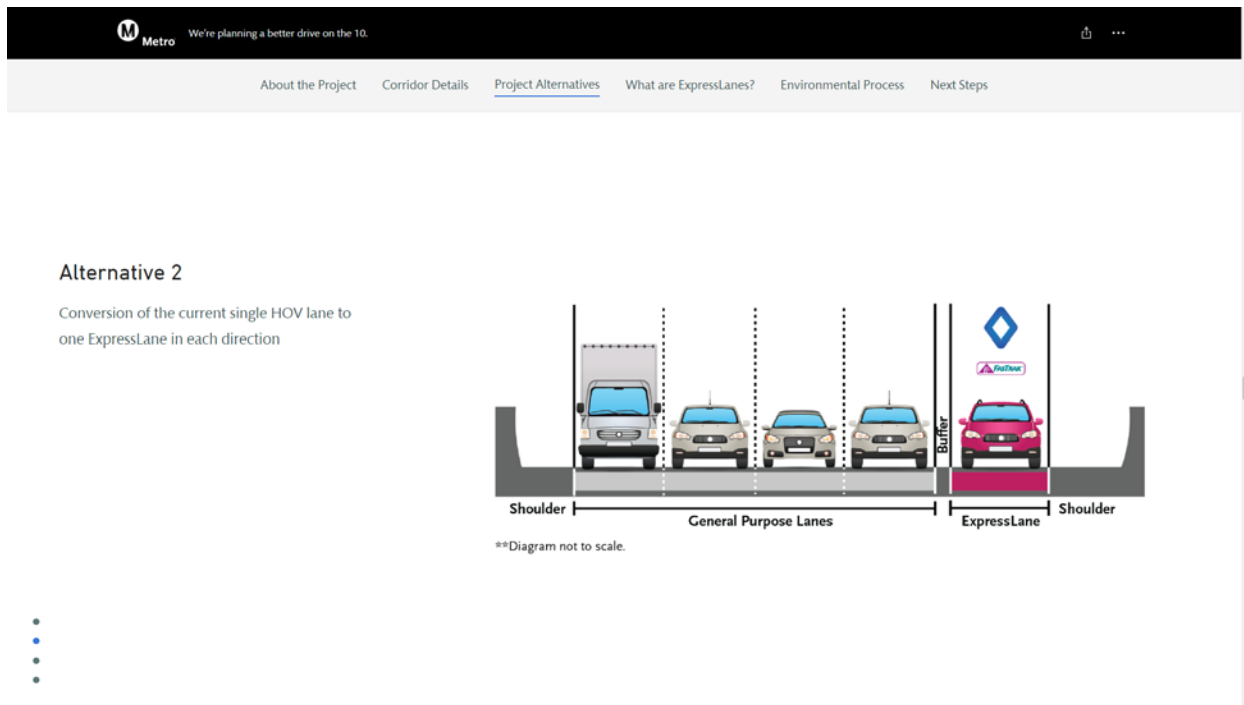 M Metro We're planning a better drive on the 10.
About the Project Corridor Details Project Alternatives What are ExpressLanes? Environmental Process Next Steps
Alternative 2
Conversion of the current single HOV lane to
one ExpressLane in each direction
FasTrak
Buffer
Shoulder General Purpose Lanes ExpressLane Shoulder
**Diagram not to scale.